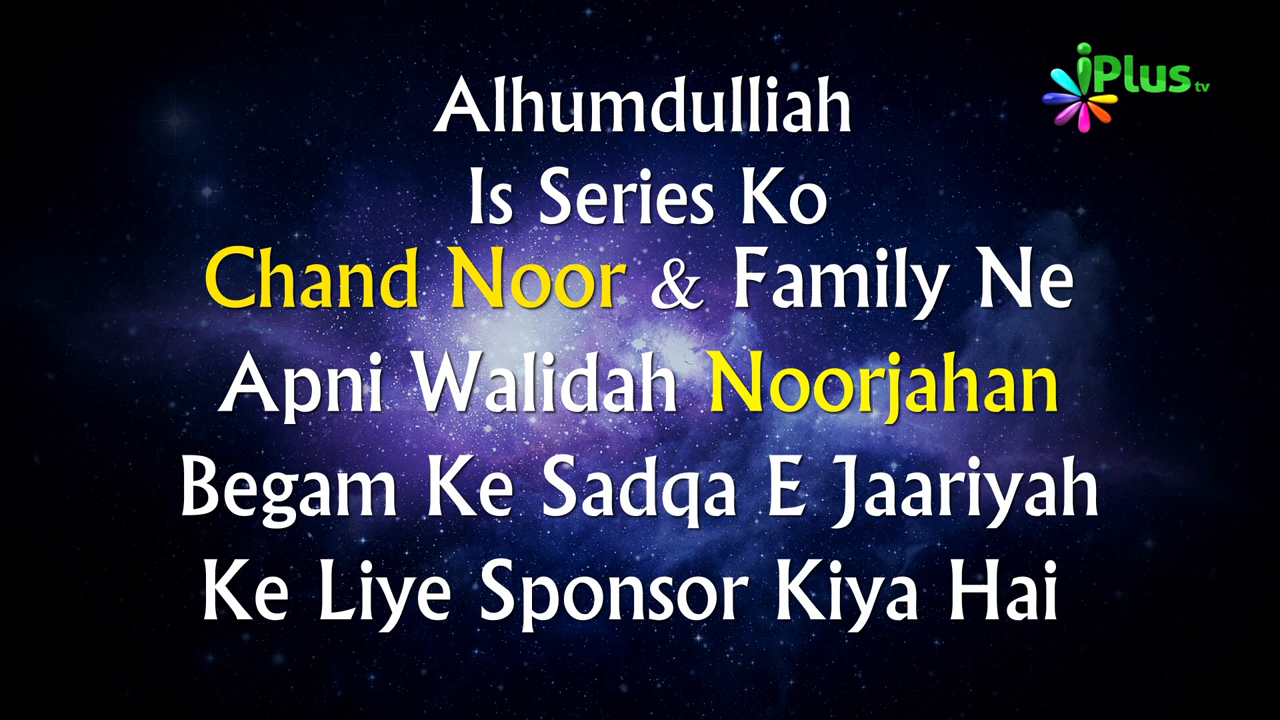 iPlus tv
Alhumdulliah
Is Series Ko
Chand Noor & Family Ne
Apni Walidah Noorjahan
Begam Ke Sadqa E Jaariyah
Ke Liye Sponsor Kiya Hai